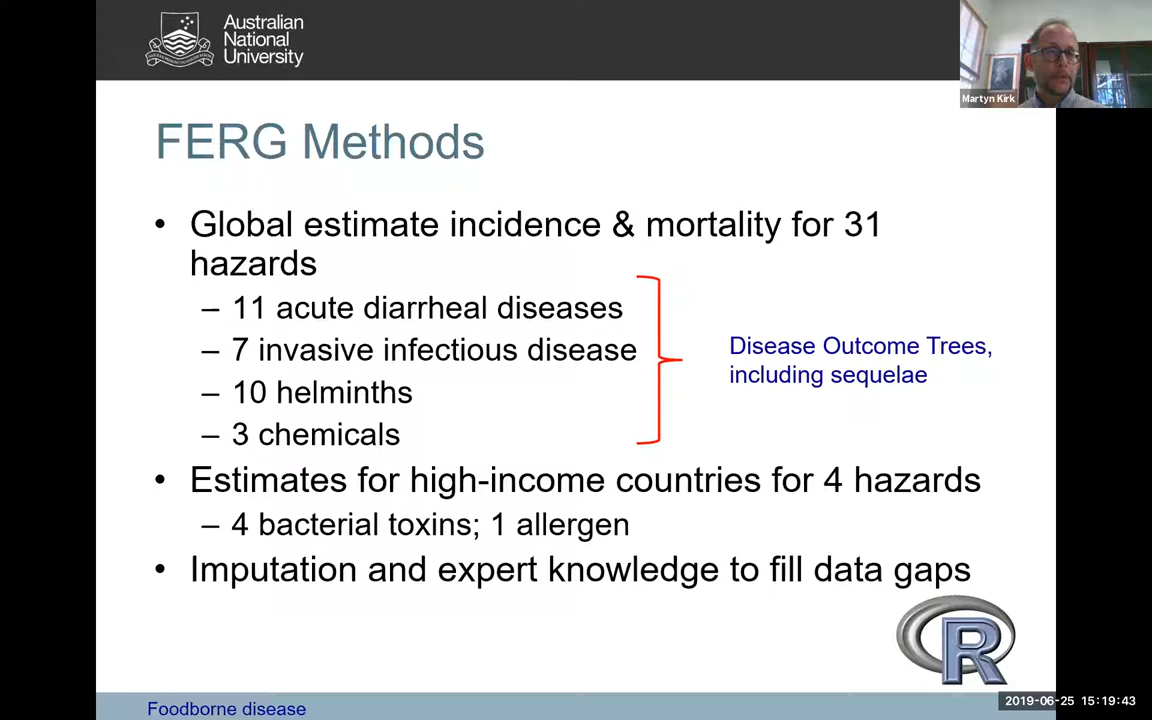 Australian
National
University
Martyn Kirk
FERG Methods
• Global estimate incidence & mortality for 31
hazards
– 11 acute diarrheal diseases
– 7 invasive infectious disease
– 10 helminths
– 3 chemicals
Disease Outcome Trees,
including sequelae
• Estimates for high-income countries for 4 hazards
– 4 bacterial toxins; 1 allergen
• Imputation and expert knowledge to fill data gaps
R
Foodborne disease
2019-06-25 15:19:43